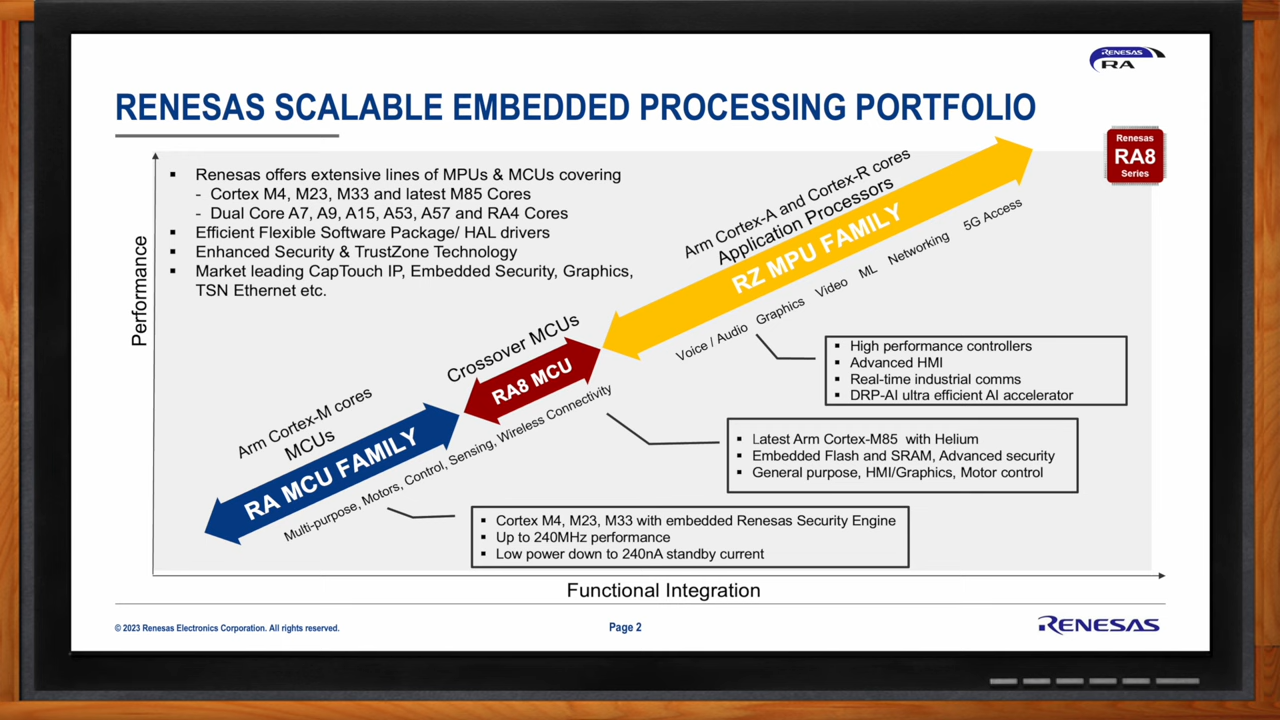 RENESAS
RA
RENESAS SCALABLE EMBEDDED PROCESSING PORTFOLIO
Renesas
RA8
Series
▪ Renesas offers extensive lines of MPUs & MCUs covering
- Cortex M4, M23, M33 and latest M85 Cores
- Dual Core A7, A9, A15, A53, A57 and RA4 Cores
▪ Efficient Flexible Software Package/ HAL drivers
▪ Enhanced Security & TrustZone Technology
▪ Market leading CapTouch IP, Embedded Security, Graphics,
TSN Ethernet etc.
Performance
Arm Cortex-A and Cortex-R cores
Application Processors
RZ MPU FAMILY
Voice / Audio Graphics Video ML Networking 5G Access
▪ High performance controllers
▪ Advanced HMI
▪ Real-time industrial comms
▪ DRP-AI ultra efficient AI accelerator
Crossover MCUs
RA8 MCU
Arm Cortex-M cores
MCUs
RA MCU FAMILY
Multi-purpose, Motors, Control, Sensing, Wireless Connectivity
▪ Latest Arm Cortex-M85 with Helium
▪ Embedded Flash and SRAM, Advanced security
▪ General purpose, HMI/Graphics, Motor control
▪ Cortex M4, M23, M33 with embedded Renesas Security Engine
▪ Up to 240MHz performance
▪ Low power down to 240nA standby current
Functional Integration
© 2023 Renesas Electronics Corporation. All rights reserved.
Page 2
RENESAS